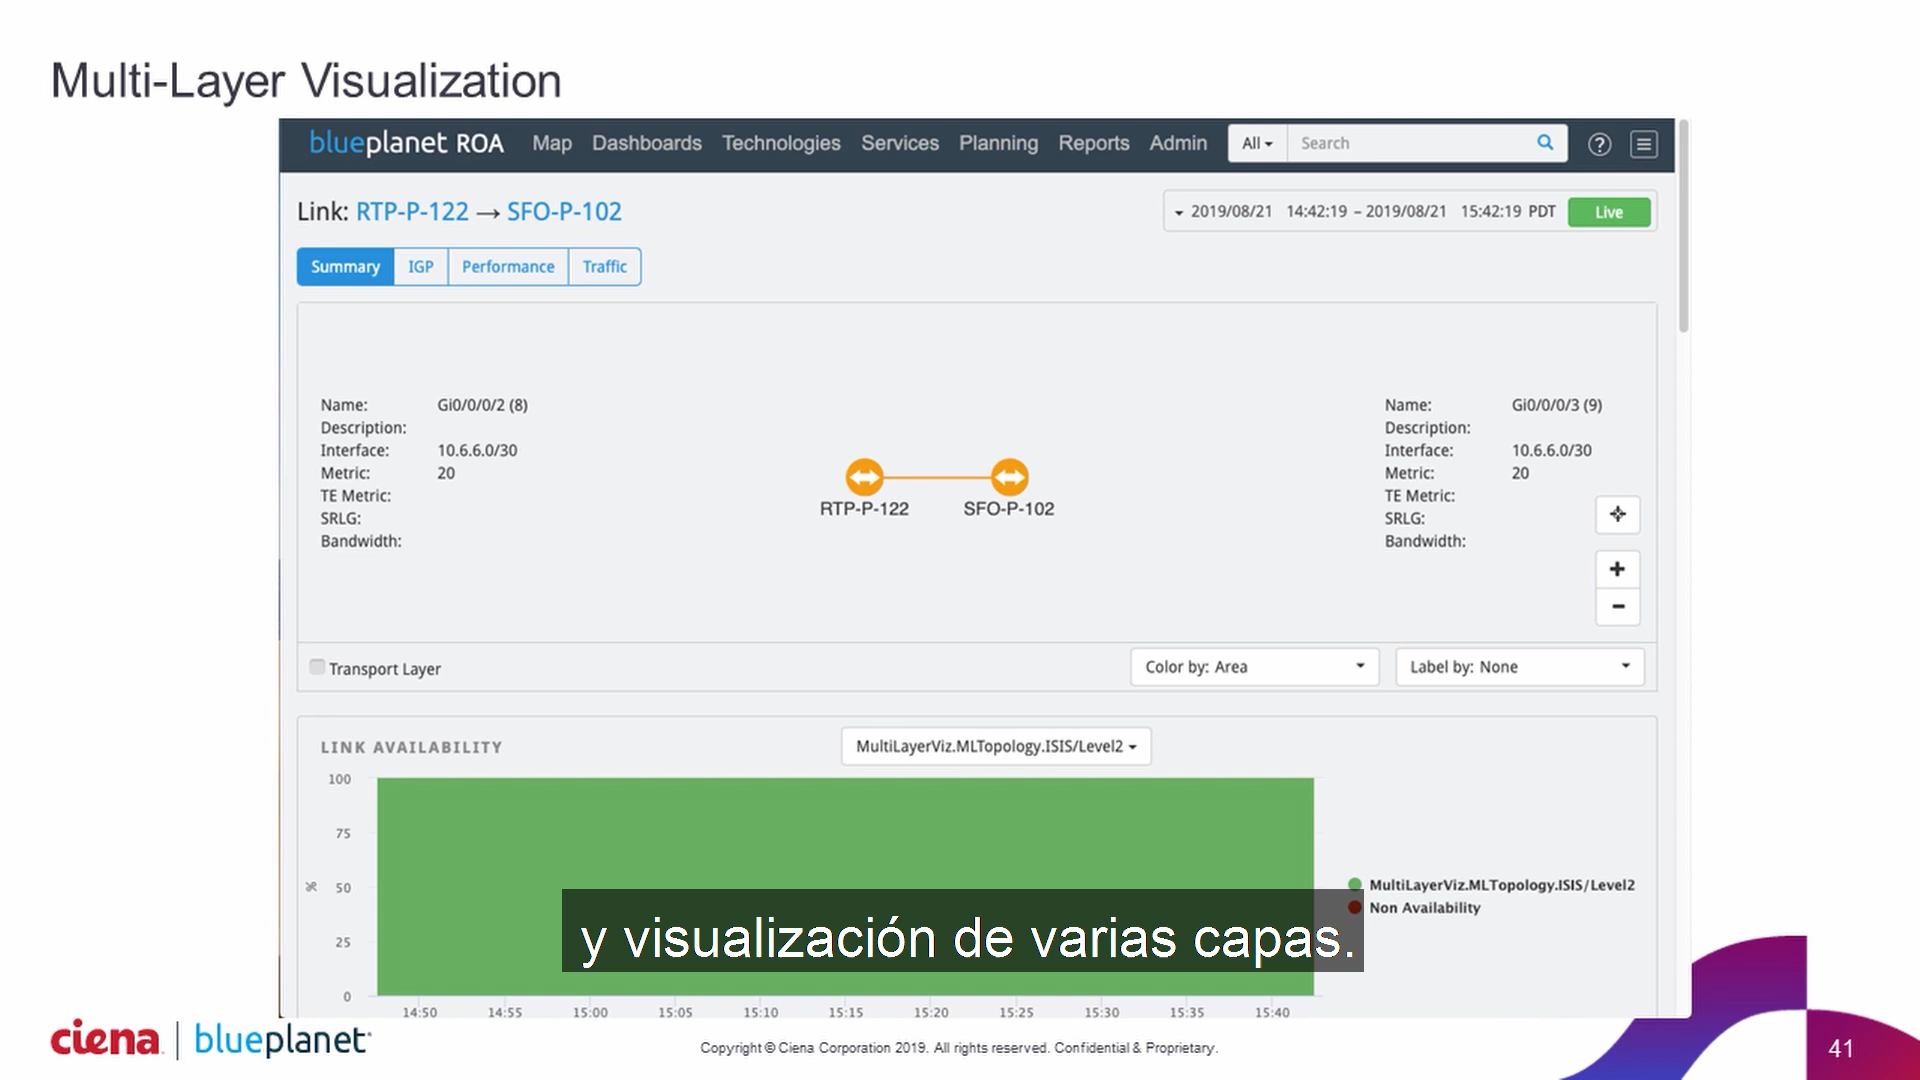 Multi-Layer Visualization
blueplanet ROA Map Dashboards Technologies Services Planning Reports Admin All Search
Link: RTP-P-122 → SFO-P-102
2019/08/21 14:42:19 – 2019/08/21 15:42:19 PDT Live
Summary IGP Performance Traffic
Name: Gi0/0/0/2 (8)
Description:
Interface: 10.6.6.0/30
Metric: 20
TE Metric:
SRLG:
Bandwidth:
RTP-P-122 SFO-P-102
Name: Gi0/0/0/3 (9)
Description:
Interface: 10.6.6.0/30
Metric: 20
TE Metric:
SRLG:
Bandwidth:
Transport Layer Color by: Area Label by: None
LINK AVAILABILITY MultiLayerViz.MLTopology.ISIS/Level2
100
75
% 50
25
0
14:50 14:55 15:00 15:05 15:10 15:15 15:20 15:25 15:30 15:35 15:40
MultiLayerViz.MLTopology.ISIS/Level2
Non Availability
y visualización de varias capas.
ciena | blueplanet
Copyright © Ciena Corporation 2019. All rights reserved. Confidential & Proprietary.
41